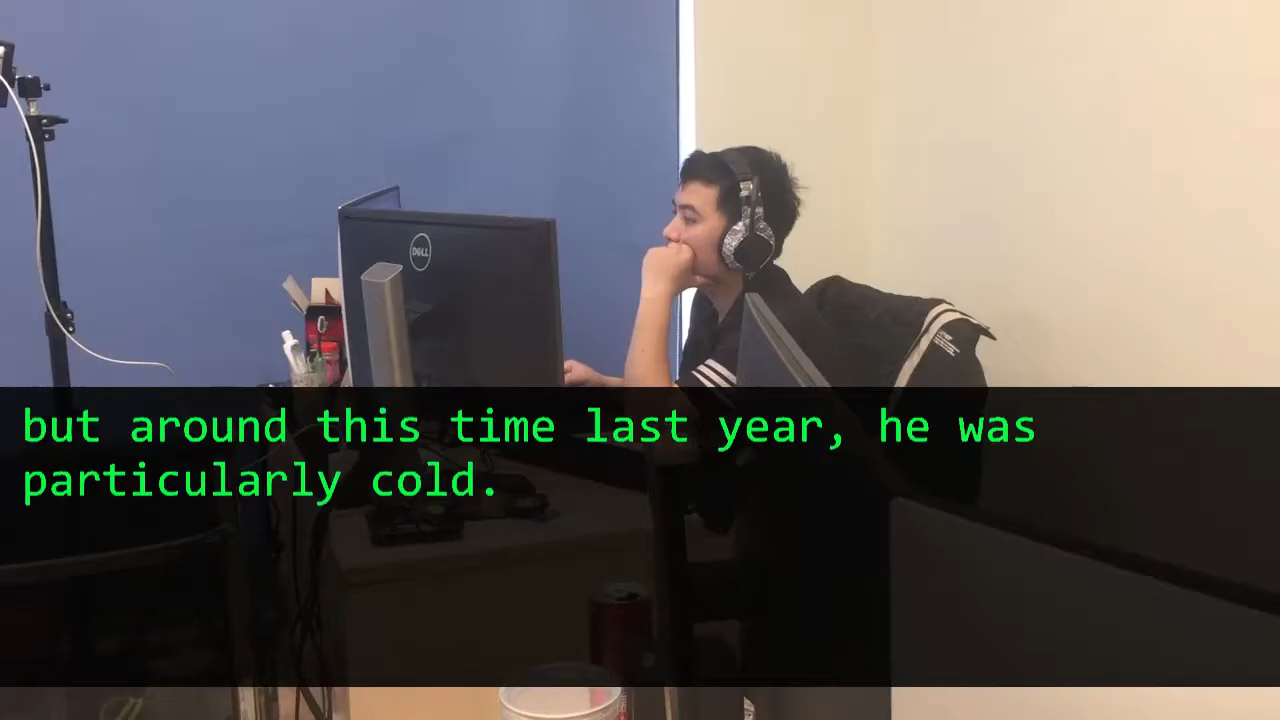 DELL
but around this time last year, he was
particularly cold.